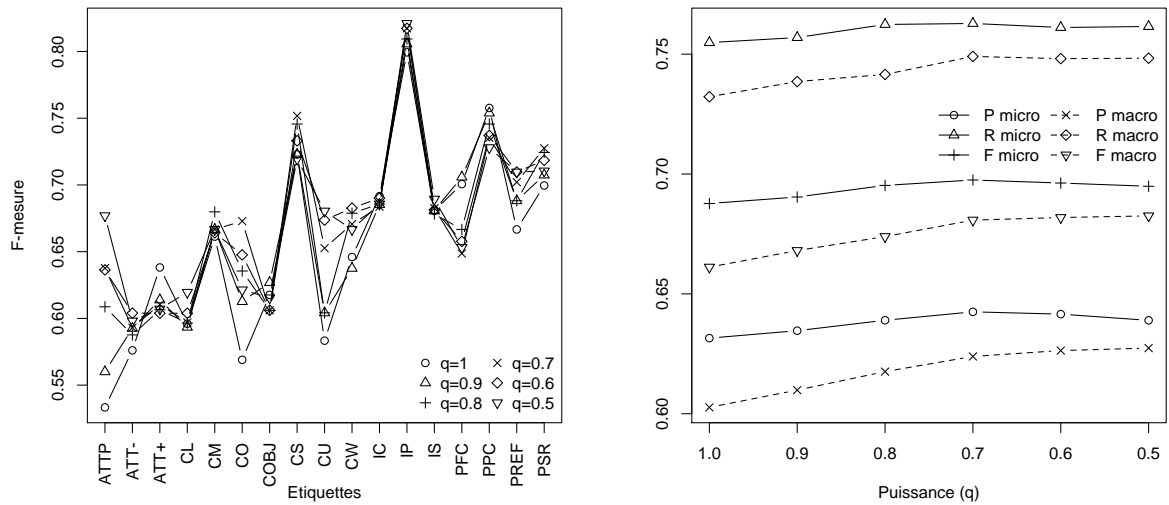 F-mesure
0.80
0.75
0.70
0.65
0.60
0.55
q=1
q=0.9
q=0.8
q=0.7
q=0.6
q=0.5
ATTP
ATT-
ATT+
CL
CM
CO
COBJ
CS
CU
CW
IC
IP
IS
PFC
PPC
PREF
PSR
Etiquettes
0.75
0.70
0.65
0.60
P micro
R micro
F micro
P macro
R macro
F macro
1.0 0.9 0.8 0.7 0.6 0.5
Puissance (q)